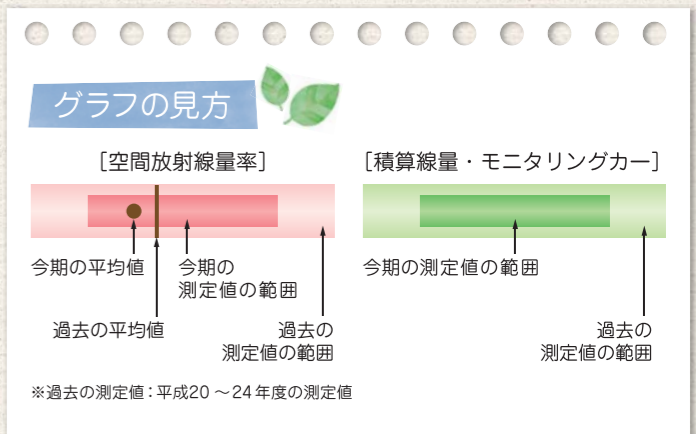 グラフの見方
［空間放射線量率］
［積算線量・モニタリングカー］
今期の平均値
今期の
測定値の範囲
過去の平均値
過去の
測定値の範囲
今期の測定値の範囲
過去の
測定値の範囲
※過去の測定値：平成20～24年度の測定値